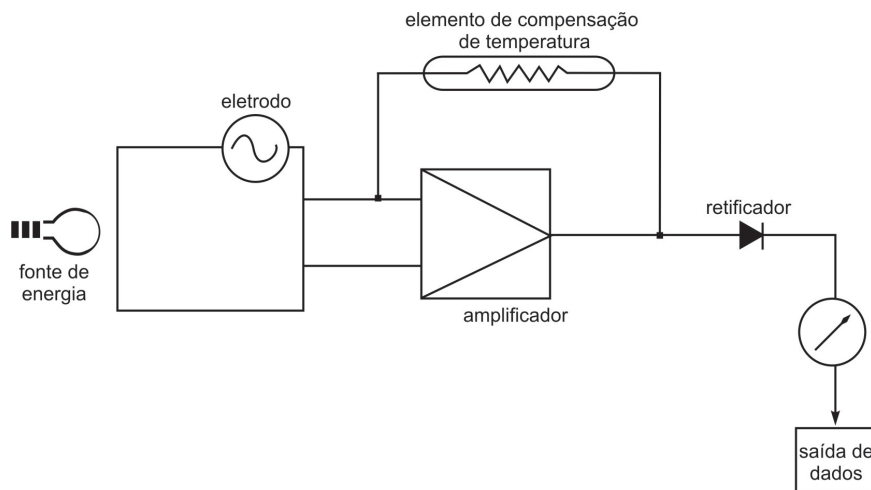 elemento de compensação
de temperatura
eletrodo
retificador
fonte de
energia
amplificador
saída de
dados